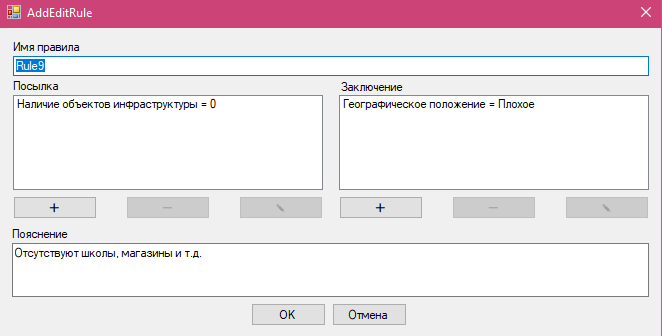 AddEditRule
Имя правила
Rule9
Посылка
Заключение
Наличие объектов инфраструктуры = 0
Географическое положение = Плохое
+
−
+
−
Пояснение
Отсутствуют школы, магазины и т.д.
OK
Отмена